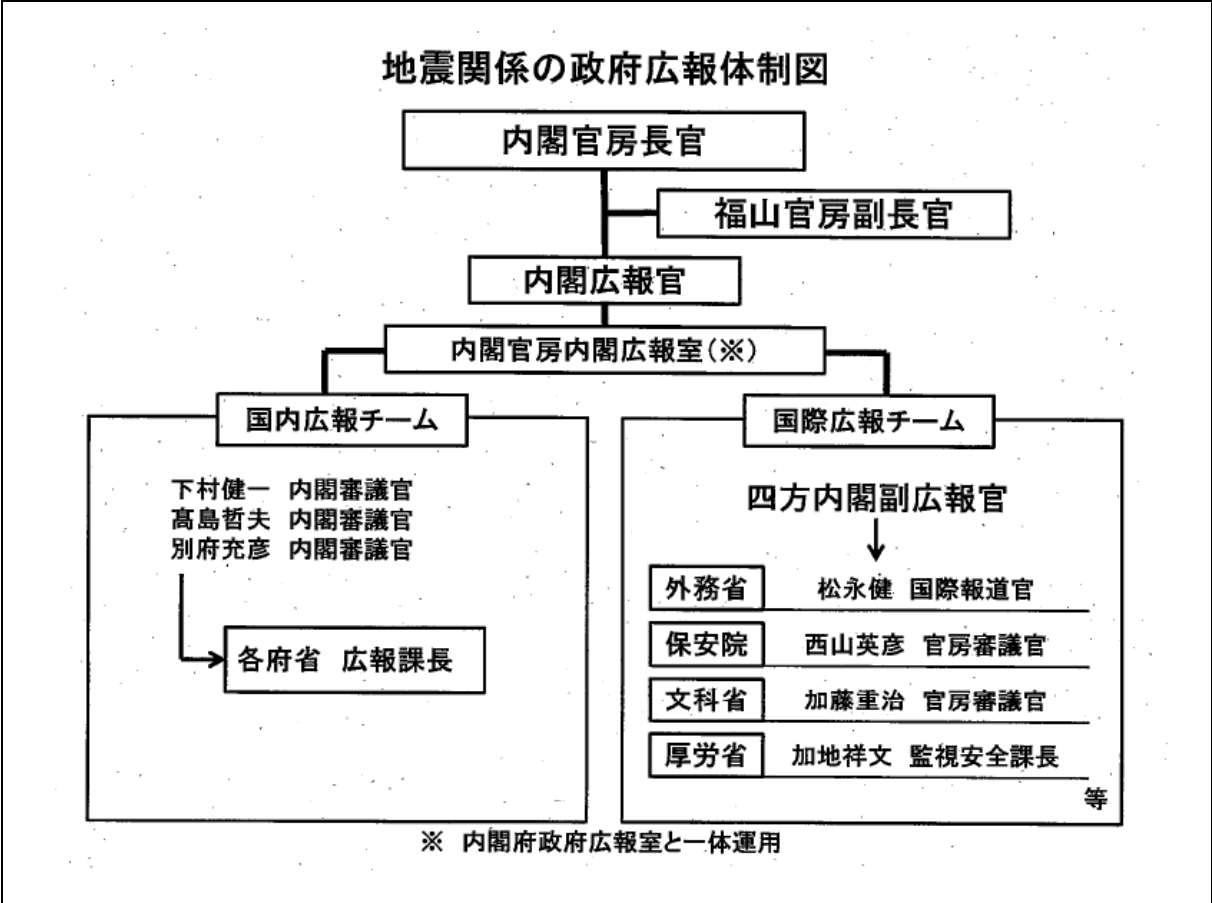 地震関係の政府広報体制図
内閣官房長官
福山官房副長官
内閣広報官
内閣官房内閣広報室(※)
国内広報チーム
下村健一 内閣審議官
髙島哲夫 内閣審議官
別府充彦 内閣審議官
各府省 広報課長
国際広報チーム
四方内閣副広報官
外務省 松永健 国際報道官
保安院 西山英彦 官房審議官
文科省 加藤重治 官房審議官
厚労省 加地祥文 監視安全課長
等
※ 内閣府政府広報室と一体運用